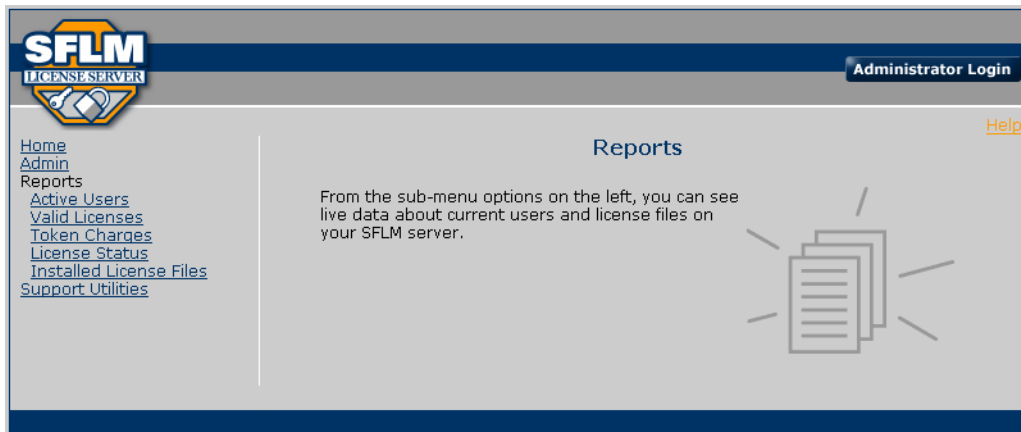 SFLM
LICENSE SERVER
Administrator Login
Help
Home
Admin
Reports
Active Users
Valid Licenses
Token Charges
License Status
Installed License Files
Support Utilities
Reports
From the sub-menu options on the left, you can see
live data about current users and license files on
your SFLM server.